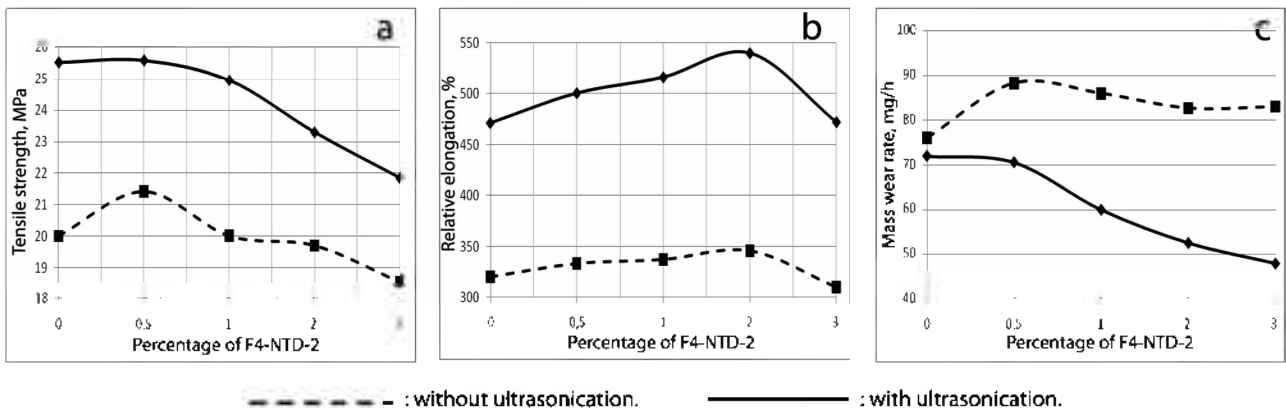 a
Tensile strength, MPa
26
25
24
23
22
21
20
19
18
0 0,5 1 2
Percentage of F4-NTD-2
b
Relative elongation, %
550
500
450
400
350
300
0 0,5 1 2 3
Percentage of F4-NTD-2
c
Mass wear rate, mg/h
100
90
80
70
60
50
40
0 0.5 1 2 3
Percentage of F4-NTD-2
: without ultrasonication.
: with ultrasonication.